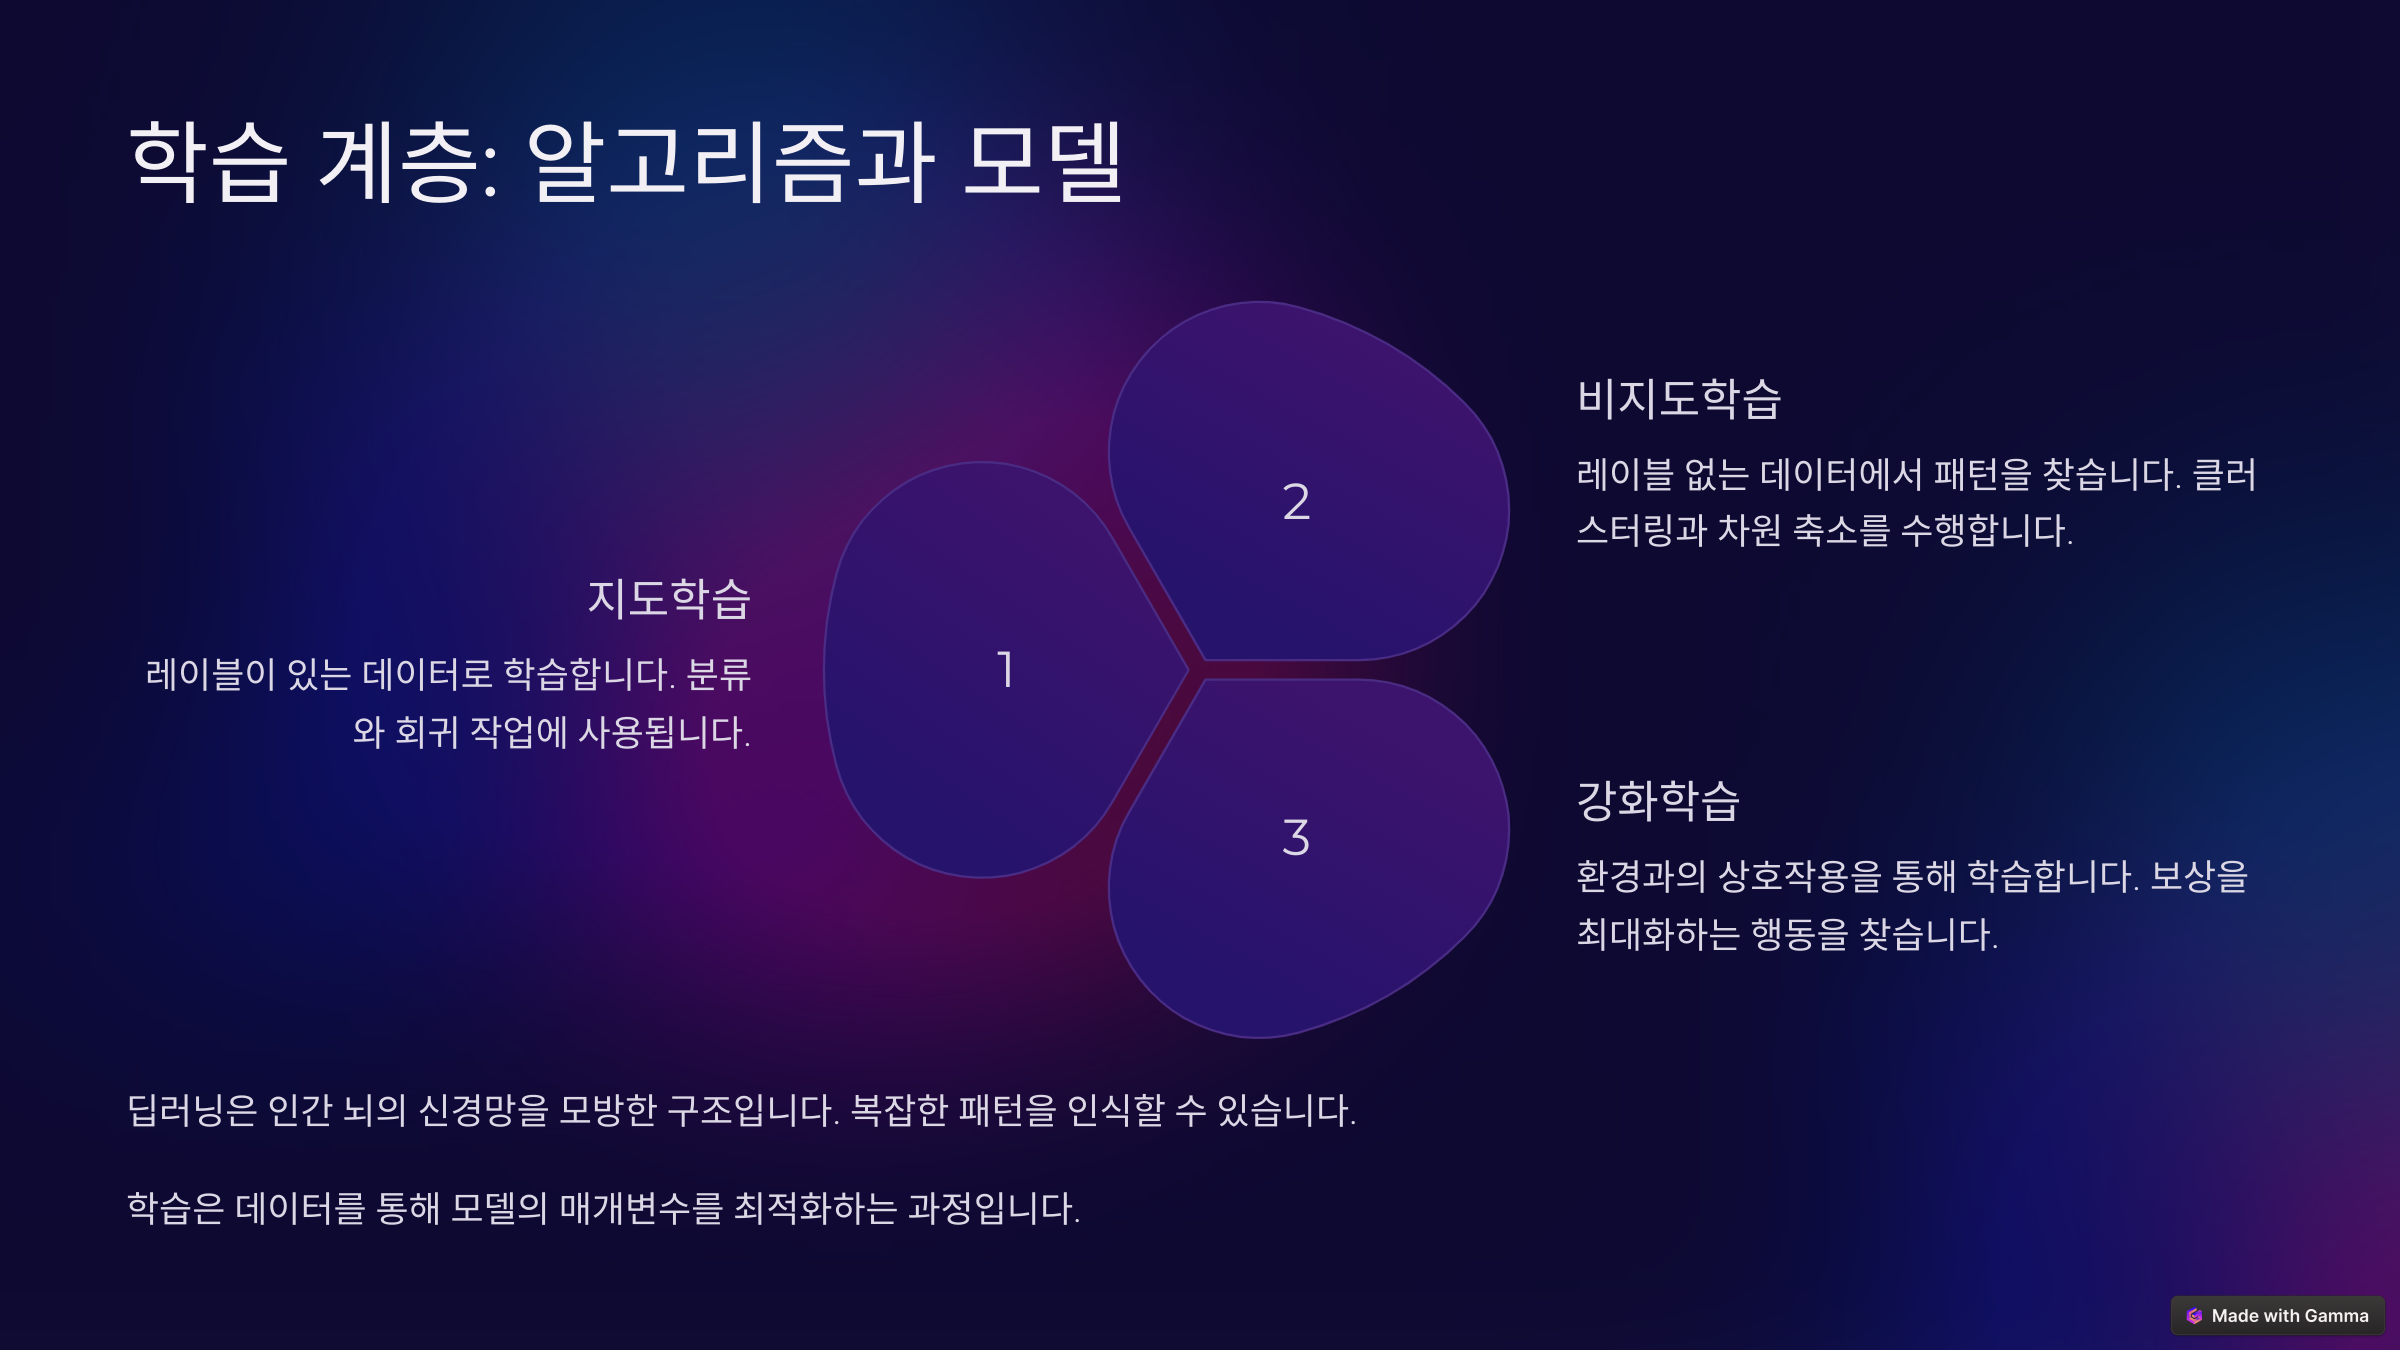 학습 계층: 알고리즘과 모델
지도학습
레이블이 있는 데이터로 학습합니다. 분류
와 회귀 작업에 사용됩니다.
1
2
비지도학습
레이블 없는 데이터에서 패턴을 찾습니다. 클러
스터링과 차원 축소를 수행합니다.
3
강화학습
환경과의 상호작용을 통해 학습합니다. 보상을
최대화하는 행동을 찾습니다.
딥러닝은 인간 뇌의 신경망을 모방한 구조입니다. 복잡한 패턴을 인식할 수 있습니다.
학습은 데이터를 통해 모델의 매개변수를 최적화하는 과정입니다.
Made with Gamma